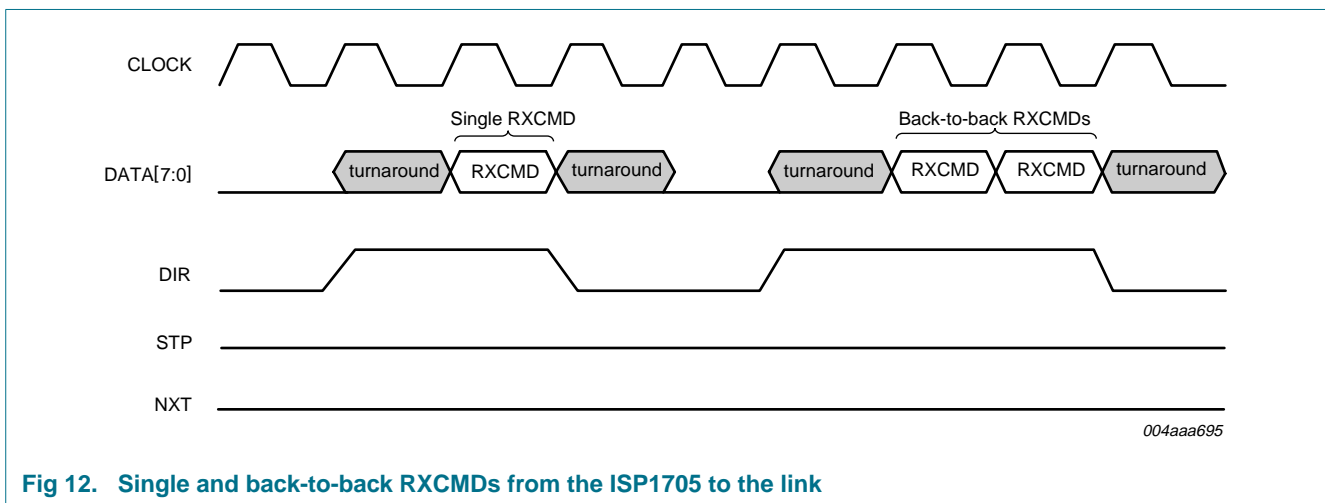 CLOCK
Single RXCMD
Back-to-back RXCMDs
DATA[7:0]
turnaround RXCMD turnaround turnaround RXCMD RXCMD turnaround
DIR
STP
NXT
004aaa695
Fig 12. Single and back-to-back RXCMDs from the ISP1705 to the link